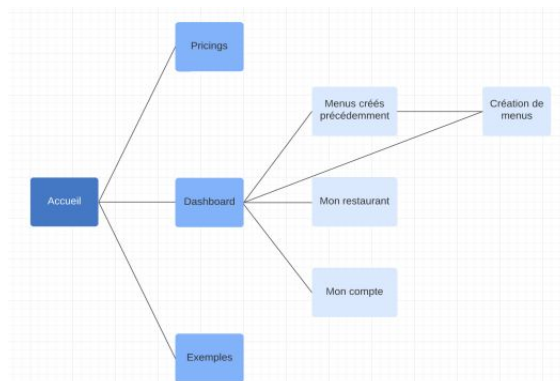 Pricings
Menus créés
précédemment
Création de
menus
Accueil
Dashboard
Mon restaurant
Mon compte
Exemples